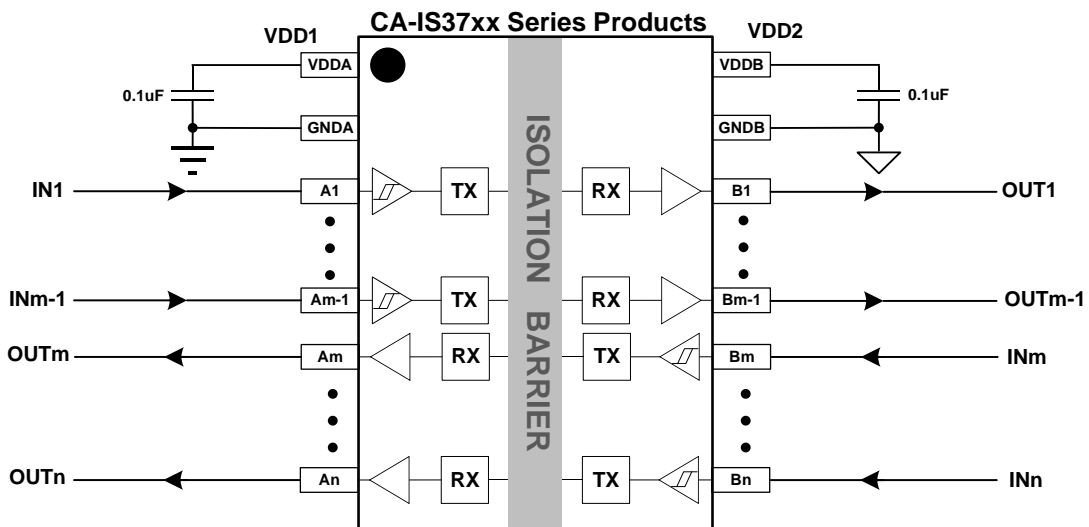 CA-IS37xx Series Products
VDD1
VDD2
VDDA
VDDB
0.1uF
0.1uF
GNDA
GNDB
ISOLATION BARRIER
IN1
A1
TX
RX
B1
OUT1
INm-1
Am-1
TX
RX
Bm-1
OUTm-1
OUTm
Am
RX
TX
Bm
INm
OUTn
An
RX
TX
Bn
INn